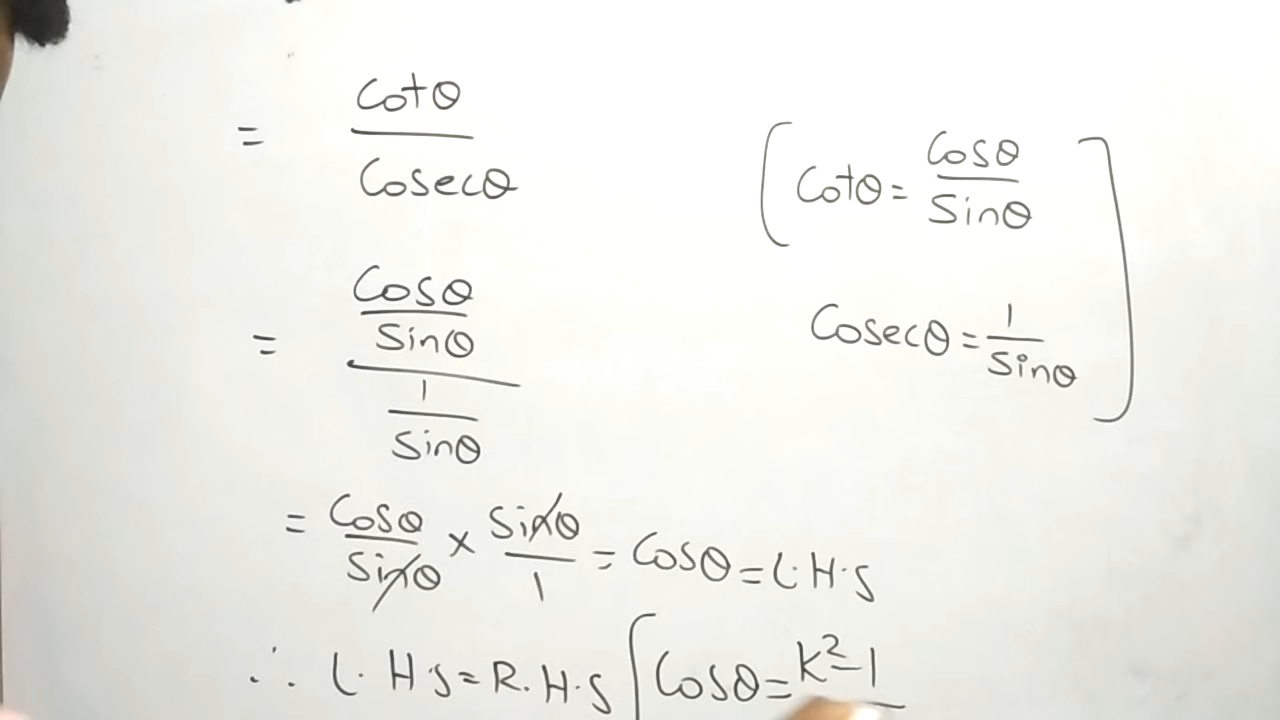 = Cotθ / Cosecθ
[Cotθ = Cosθ / Sinθ
Cosecθ = 1 / Sinθ]
= Cosθ / Sinθ / 1 / Sinθ
= Cosθ / Sinθ × Sinθ / 1 = Cosθ = L.H.S
∴ L.H.S = R.H.S [Cosθ = K²-1